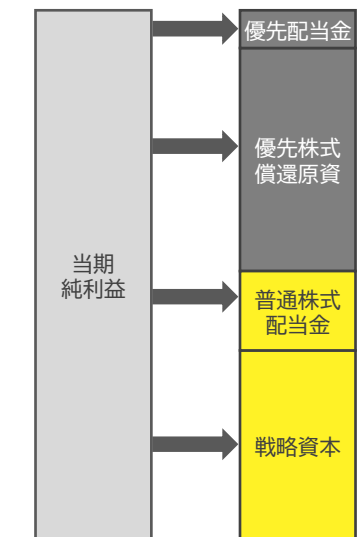 優先配当金
優先株式
償還原資
当期
純利益
普通株式
配当金
戦略資本